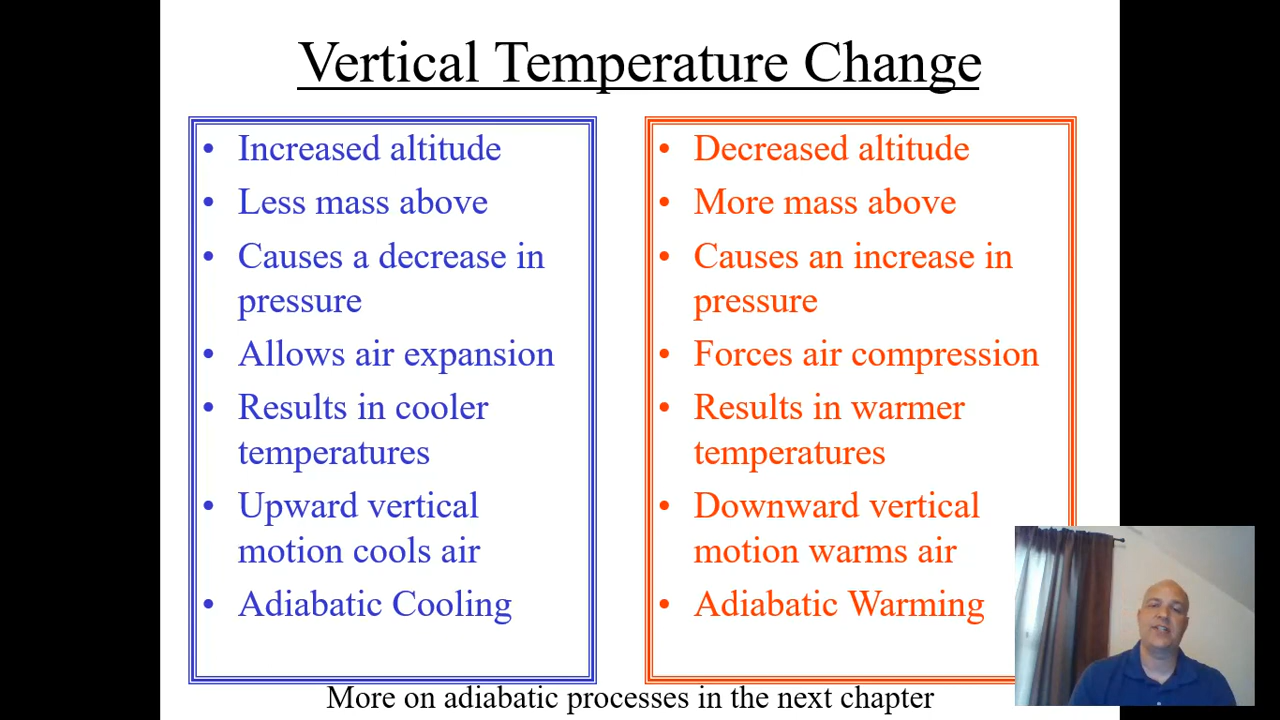 Vertical Temperature Change
• Increased altitude
• Less mass above
• Causes a decrease in
pressure
• Allows air expansion
• Results in cooler
temperatures
• Upward vertical
motion cools air
• Adiabatic Cooling
• Decreased altitude
• More mass above
• Causes an increase in
pressure
• Forces air compression
• Results in warmer
temperatures
• Downward vertical
motion warms air
• Adiabatic Warming
More on adiabatic processes in the next chapter